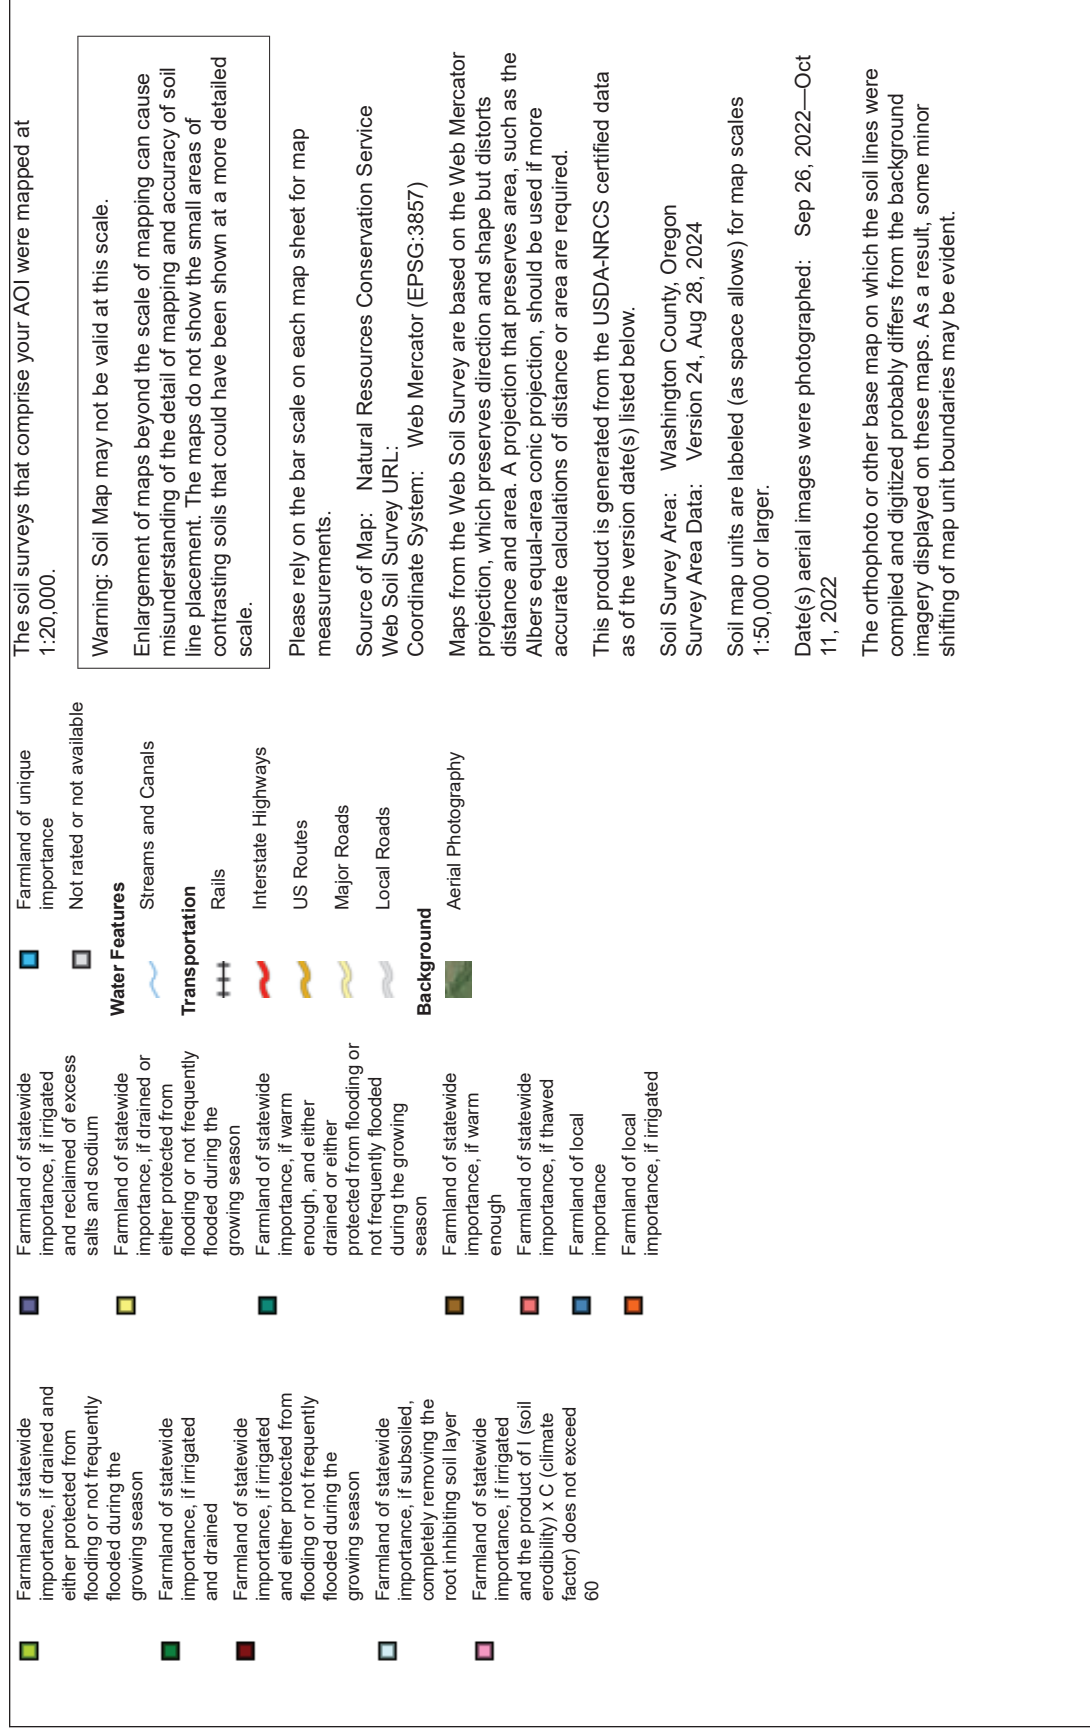 Farmland of statewide
importance, if drained and
either protected from
flooding or not frequently
flooded during the
growing season
Farmland of statewide
importance, if irrigated
and drained
Farmland of statewide
importance, if irrigated
and either protected from
flooding or not frequently
flooded during the
growing season
Farmland of statewide
importance, if subsoiled,
completely removing the
root inhibiting soil layer
Farmland of statewide
importance, if irrigated
and the product of I (soil
erodibility) x C (climate
factor) does not exceed
60
Farmland of statewide
importance, if irrigated
and reclaimed of excess
salts and sodium
Farmland of statewide
importance, if drained or
either protected from
flooding or not frequently
flooded during the
growing season
Farmland of statewide
importance, if warm
enough, and either
drained or either
protected from flooding or
not frequently flooded
during the growing
season
Farmland of statewide
importance, if warm
enough
Farmland of statewide
importance, if thawed
Farmland of local
importance
Farmland of local
importance, if irrigated
Farmland of unique
importance
Not rated or not available
Water Features
Streams and Canals
Transportation
Rails
Interstate Highways
US Routes
Major Roads
Local Roads
Background
Aerial Photography
The soil surveys that comprise your AOI were mapped at
1:20,000.
Warning: Soil Map may not be valid at this scale.
Enlargement of maps beyond the scale of mapping can cause
misunderstanding of the detail of mapping and accuracy of soil
line placement. The maps do not show the small areas of
contrasting soils that could have been shown at a more detailed
scale.
Please rely on the bar scale on each map sheet for map
measurements.
Source of Map: Natural Resources Conservation Service
Web Soil Survey URL:
Coordinate System: Web Mercator (EPSG:3857)
Maps from the Web Soil Survey are based on the Web Mercator
projection, which preserves direction and shape but distorts
distance and area. A projection that preserves area, such as the
Albers equal-area conic projection, should be used if more
accurate calculations of distance or area are required.
This product is generated from the USDA-NRCS certified data
as of the version date(s) listed below.
Soil Survey Area: Washington County, Oregon
Survey Area Data: Version 24, Aug 28, 2024
Soil map units are labeled (as space allows) for map scales
1:50,000 or larger.
Date(s) aerial images were photographed: Sep 26, 2022—Oct
11, 2022
The orthophoto or other base map on which the soil lines were
compiled and digitized probably differs from the background
imagery displayed on these maps. As a result, some minor
shifting of map unit boundaries may be evident.